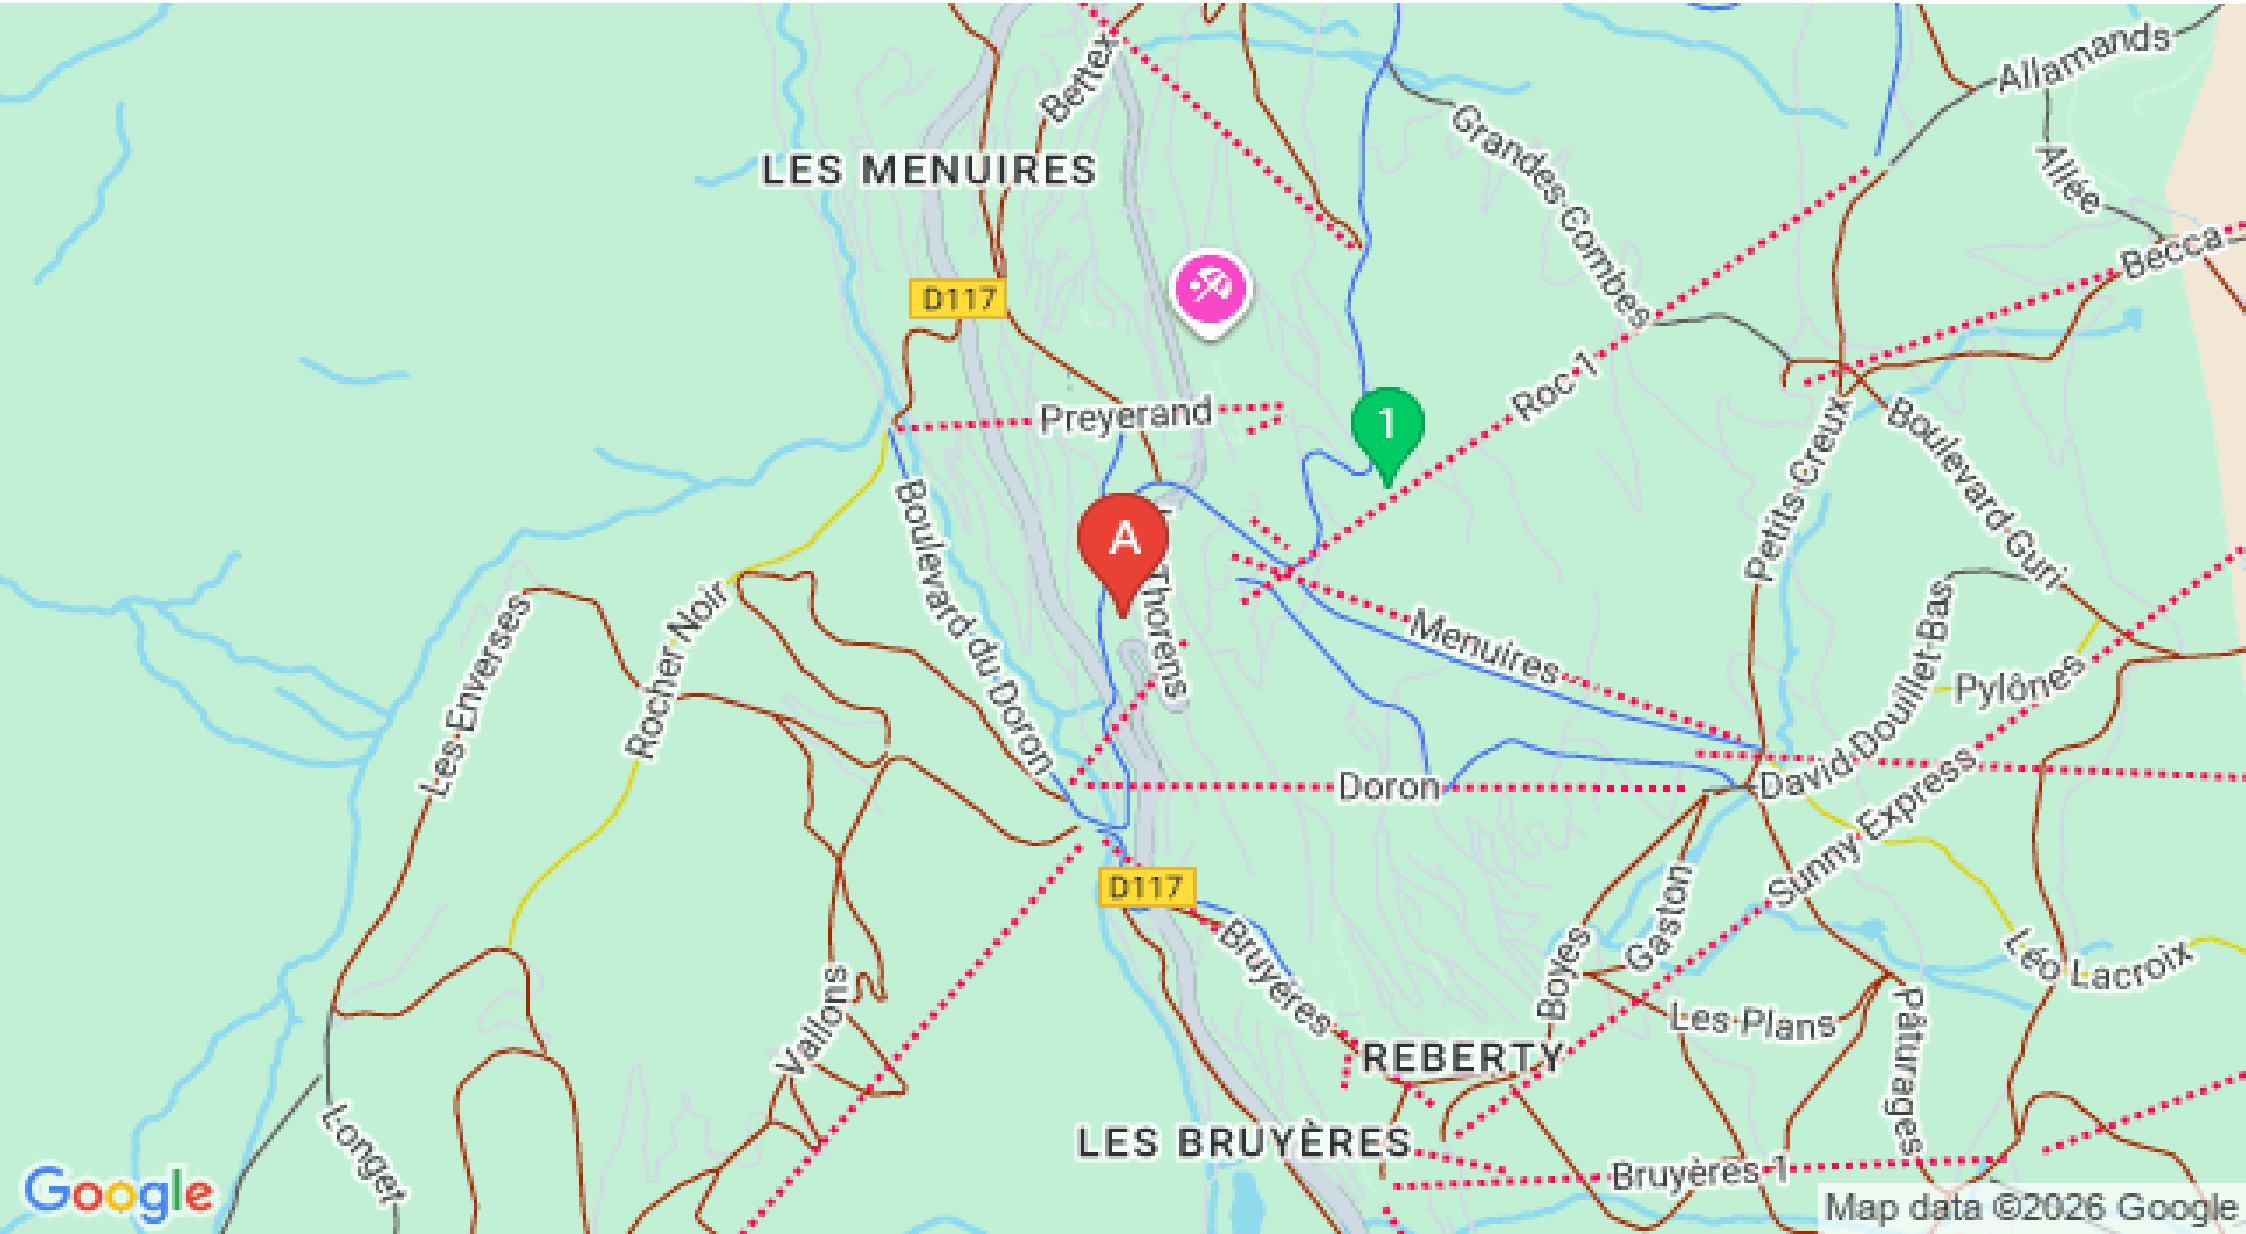 Bettex
Allamands
Grandes Combes
Allée
LES MENUIRES
Becca
D117
Roc 1
1
Preyerand
Boulevard Guri
Petits Creux
A
Boulevard du Doron
Thorens
Les Enverses
Rocher Noir
Menuires
David Douillet Bas
Pylônes
Doron
Sunny Express
D117
Gaston
Bruyères
Boyes
Léo Lacroix
Vallons
Les Plans
Pâturages
REBERTY
Longet
LES BRUYÈRES
Bruyères 1
Google
Map data ©2026 Google